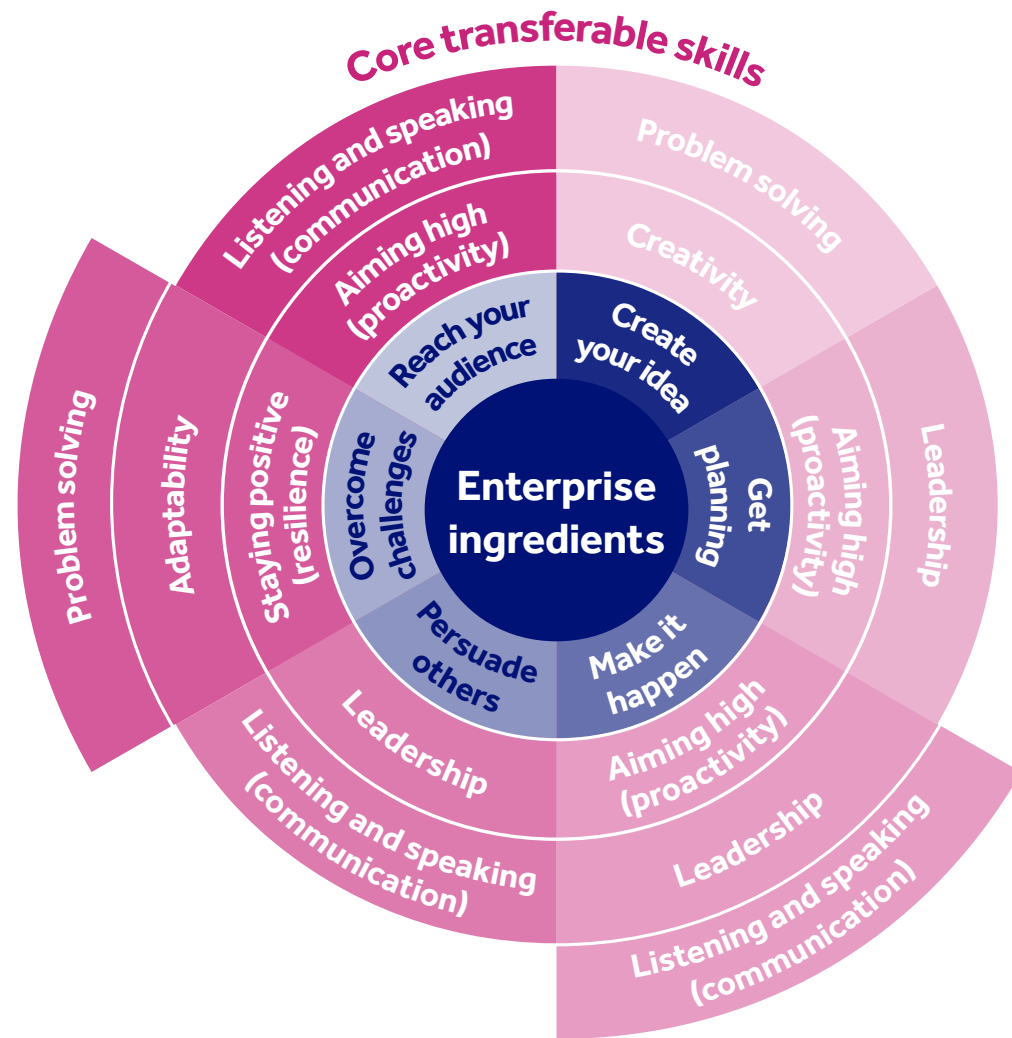 Core transferable skills
Enterprise
ingredients
Create
your idea
Creativity
Problem solving
Get
planning
Aiming high
(proactivity)
Leadership
Make it
happen
Aiming high
(proactivity)
Leadership
Listening and speaking
(communication)
Persuade
others
Leadership
Listening and speaking
(communication)
Overcome
challenges
Staying positive
(resilience)
Adaptability
Problem solving
Reach your
audience
Aiming high
(proactivity)
Listening and speaking
(communication)